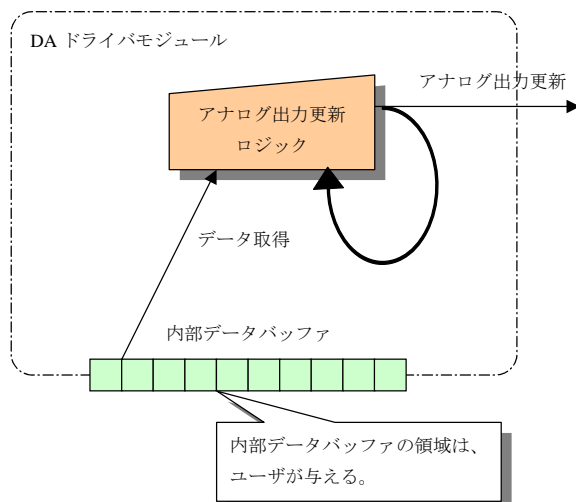 DA ドライバモジュール
アナログ出力更新
アナログ出力更新
ロジック
データ取得
内部データバッファ
内部データバッファの領域は、
ユーザが与える。